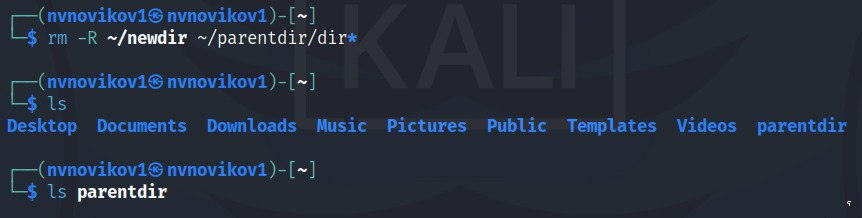 ┌──(nvnovikov1㉿nvnovikov1)-[~]
└─$ rm -R ~/newdir ~/parentdir/dir*
┌──(nvnovikov1㉿nvnovikov1)-[~]
└─$ ls
Desktop Documents Downloads Music Pictures Public Templates Videos parentdir
┌──(nvnovikov1㉿nvnovikov1)-[~]
└─$ ls parentdir
KALI